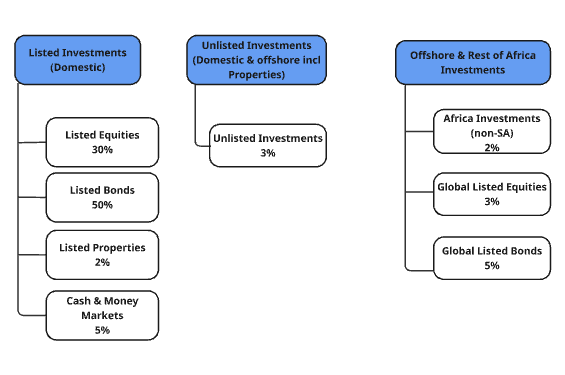 Listed Investments
(Domestic)
Listed Equities
30%
Listed Bonds
50%
Listed Properties
2%
Cash & Money
Markets
5%
Unlisted Investments
(Domestic & offshore incl
Properties)
Unlisted Investments
3%
Offshore & Rest of Africa
Investments
Africa Investments
(non-SA)
2%
Global Listed Equities
3%
Global Listed Bonds
5%